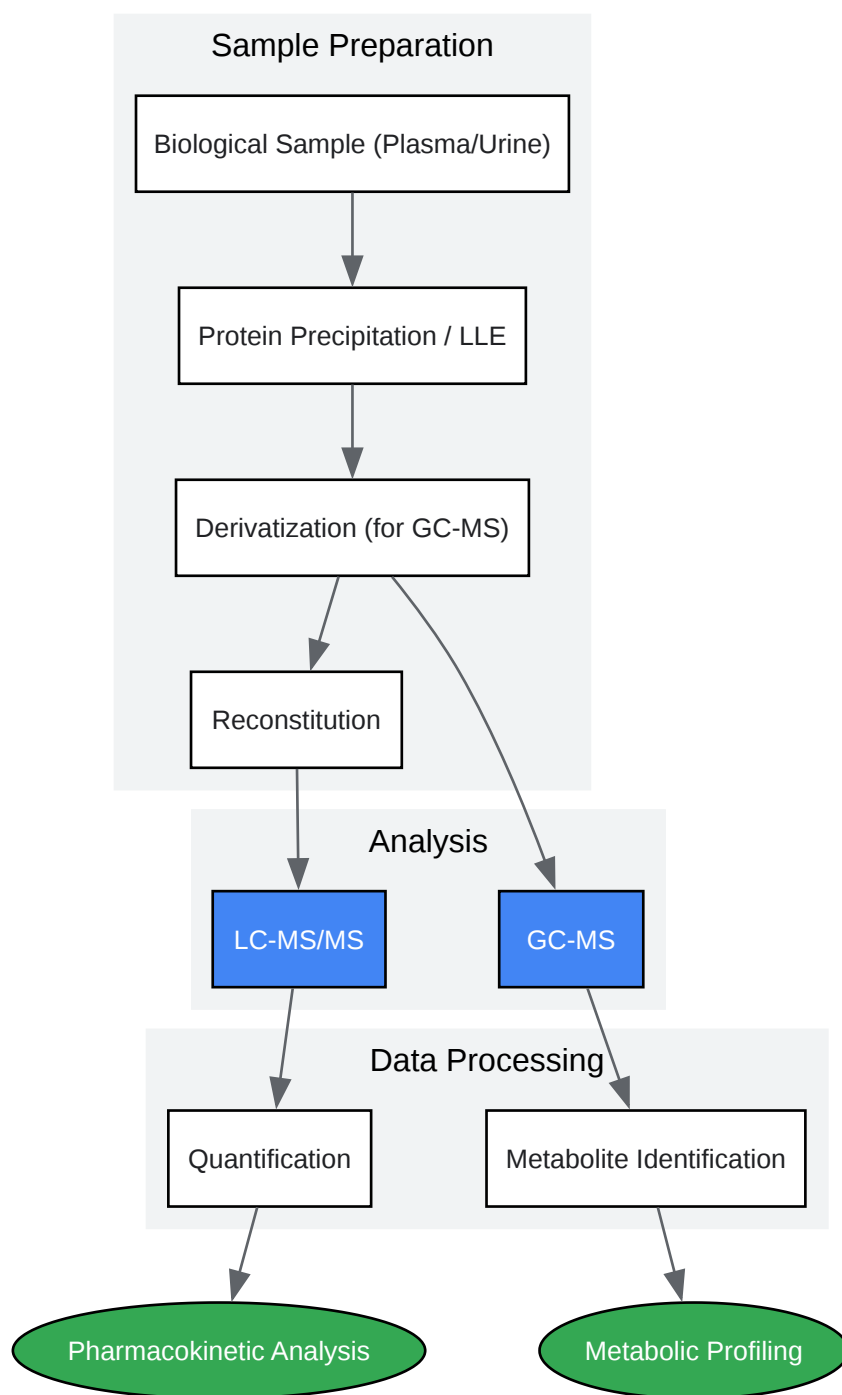 Sample Preparation
Biological Sample (Plasma/Urine)
Protein Precipitation / LLE
Derivatization (for GC-MS)
Reconstitution
Analysis
LC-MS/MS
GC-MS
Data Processing
Quantification
Metabolite Identification
Pharmacokinetic Analysis
Metabolic Profiling